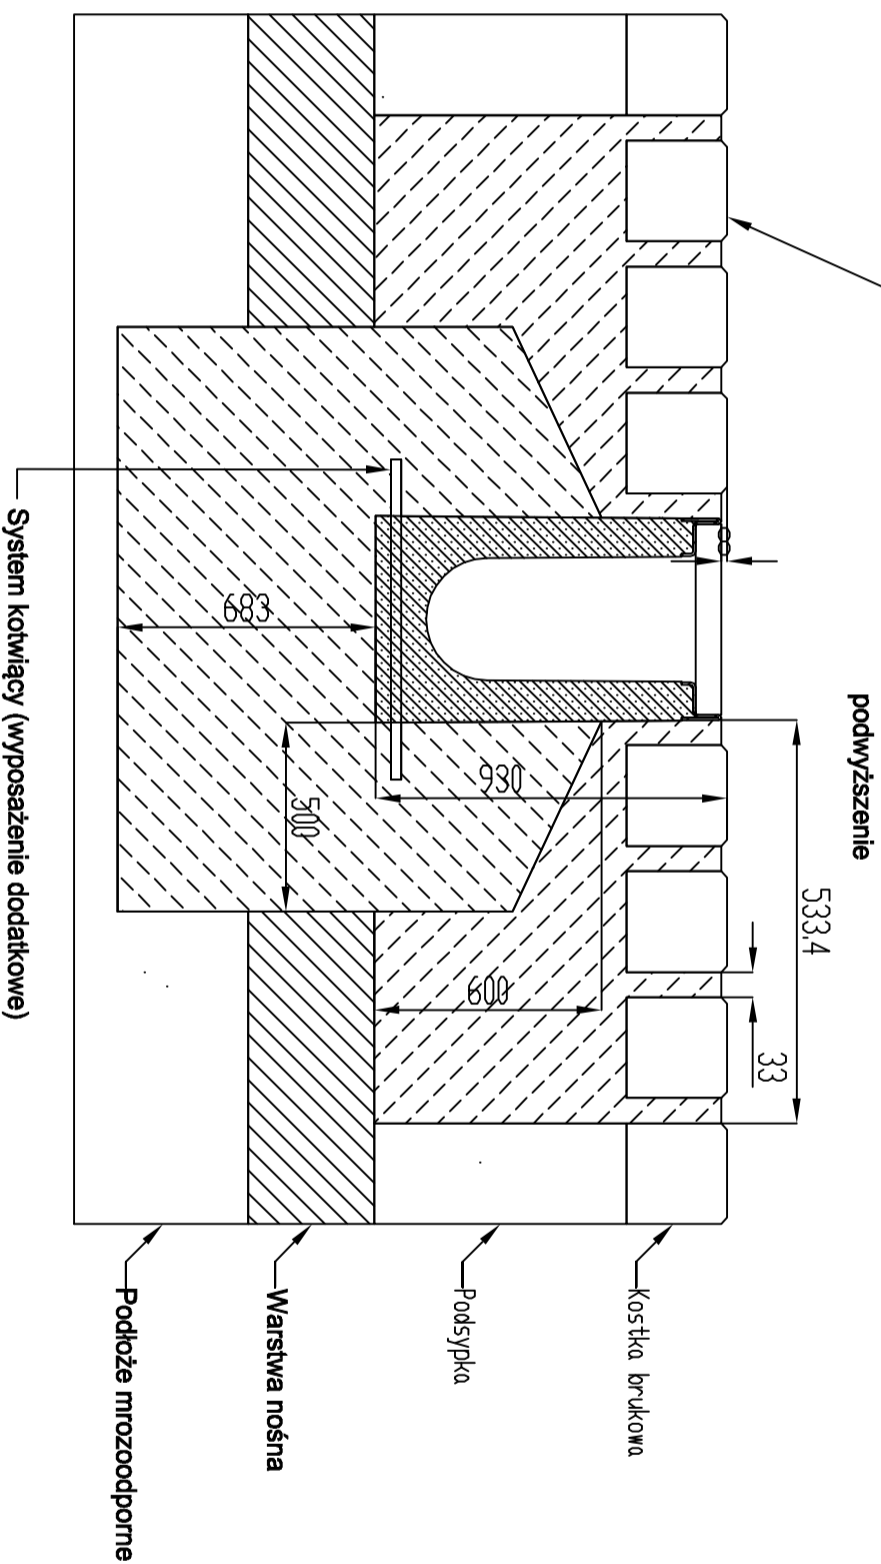 podwyższenie
533,4
33
8
930
600
683
500
Kostka brukowa
Podsypka
Warstwa nośna
Podłoże mrozoodporne
System kotwiący (wyposażenie dodatkowe)